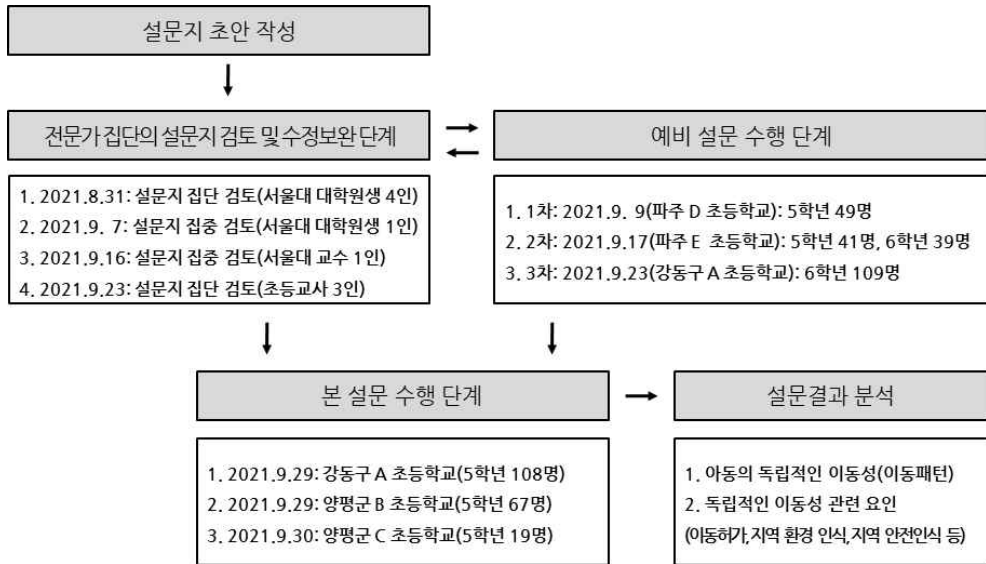 설문지 초안 작성
전문가 집단의 설문지 검토 및 수정보완 단계
1. 2021.8.31: 설문지 집단 검토(서울대 대학원생 4인)
2. 2021.9. 7: 설문지 집중 검토(서울대 대학원생 1인)
3. 2021.9.16: 설문지 집중 검토(서울대 교수 1인)
4. 2021.9.23: 설문지 집단 검토(초등교사 3인)
예비 설문 수행 단계
1. 1차: 2021.9. 9(파주 D 초등학교): 5학년 49명
2. 2차: 2021.9.17(파주 E 초등학교): 5학년 41명, 6학년 39명
3. 3차: 2021.9.23(강동구 A 초등학교): 6학년 109명
본 설문 수행 단계
1. 2021.9.29: 강동구 A 초등학교(5학년 108명)
2. 2021.9.29: 양평군 B 초등학교(5학년 67명)
3. 2021.9.30: 양평군 C 초등학교(5학년 19명)
설문결과 분석
1. 아동의 독립적인 이동성(이동패턴)
2. 독립적인 이동성 관련 요인
(이동허가,지역 환경 인식,지역 안전인식 등)